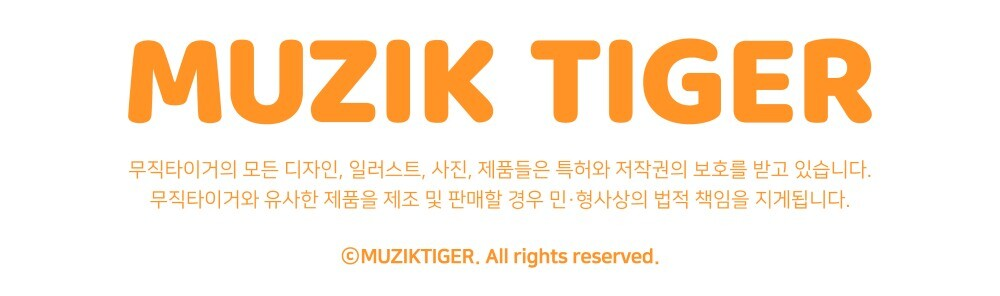 MUZIK TIGER
무직타이거의 모든 디자인, 일러스트, 사진, 제품들은 특허와 저작권의 보호를 받고 있습니다.
무직타이거와 유사한 제품을 제조 및 판매할 경우 민·형사상의 법적 책임을 지게됩니다.
ⓒMUZIKTIGER. All rights reserved.